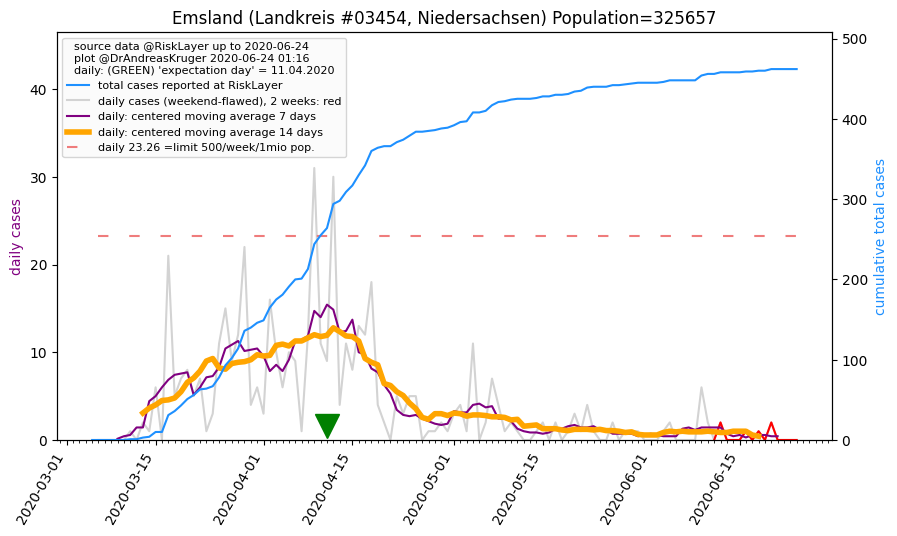 Emsland (Landkreis #03454, Niedersachsen) Population=325657
source data @RiskLayer up to 2020-06-24
plot @DrAndreasKruger 2020-06-24 01:16
daily: (GREEN) 'expectation day' = 11.04.2020
total cases reported at RiskLayer
daily cases (weekend-flawed), 2 weeks: red
daily: centered moving average 7 days
daily: centered moving average 14 days
daily 23.26 =limit 500/week/1mio pop.
daily cases
0
10
20
30
40
cumulative total cases
0
100
200
300
400
500
2020-03-01
2020-03-15
2020-04-01
2020-04-15
2020-05-01
2020-05-15
2020-06-01
2020-06-15